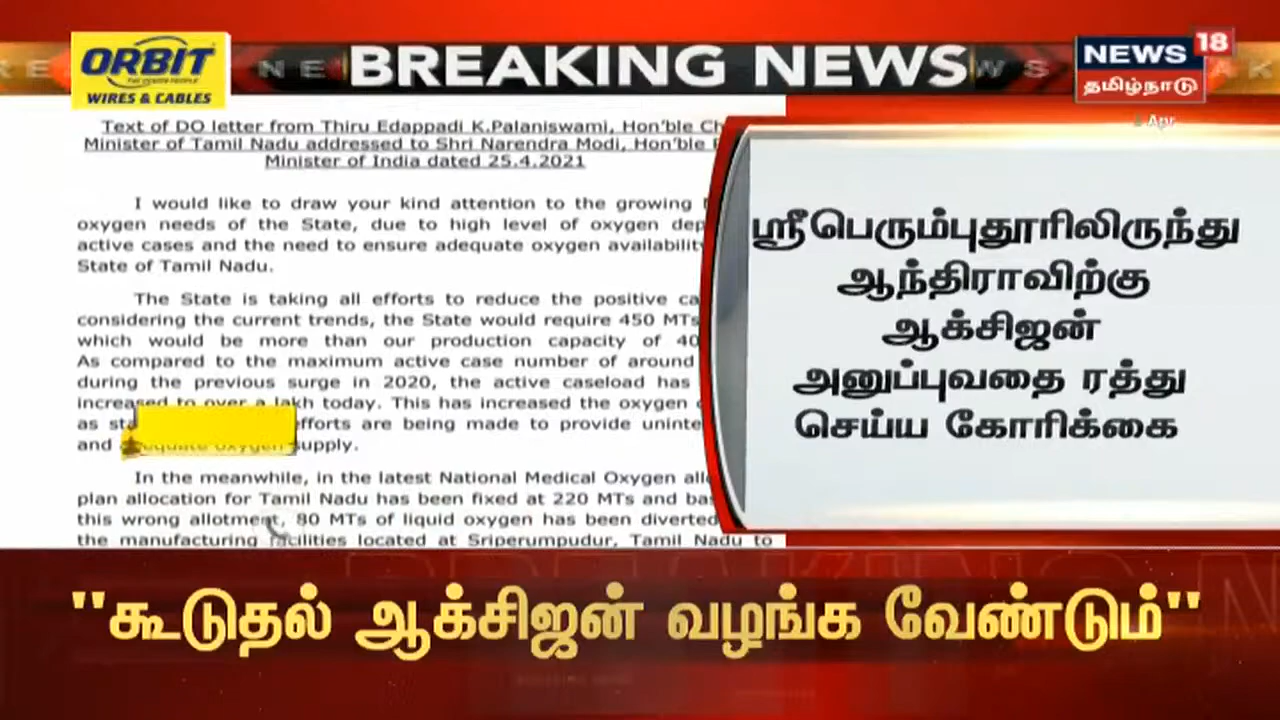 ORBIT
WIRES & CABLES
BREAKING NEWS
NEWS 18
தமிழ்நாடு
Apr
Text of DO letter from Thiru Edappadi K.Palaniswami, Hon'ble
Minister of Tamil Nadu addressed to Shri Narendra Modi, Hon'ble
Minister of India dated 25.4.2021
I would like to draw your kind attention to the growing
oxygen needs of the State, due to high level of oxygen
active cases and the need to ensure adequate oxygen availability
State of Tamil Nadu.
The State is taking all efforts to reduce the positive
considering the current trends, the State would require 450 MTs
which would be more than our production capacity of
As compared to the maximum active case number of around
during the previous surge in 2020, the active caseload has
increased to over a lakh today. This has increased the oxygen
as efforts are being made to provide
and oxygen supply.
In the meanwhile, in the latest National Medical Oxygen
plan allocation for Tamil Nadu has been fixed at 220 MTs and
this wrong allotment, 80 MTs of liquid oxygen has been diverted
the manufacturing facilities located at Sriperumpudur, Tamil Nadu to
ஸ்ரீபெரும்புதூரிலிருந்து
ஆந்திராவிற்கு
ஆக்சிஜன்
அனுப்புவதை ரத்து
செய்ய கோரிக்கை
"கூடுதல் ஆக்சிஜன் வழங்க வேண்டும்"